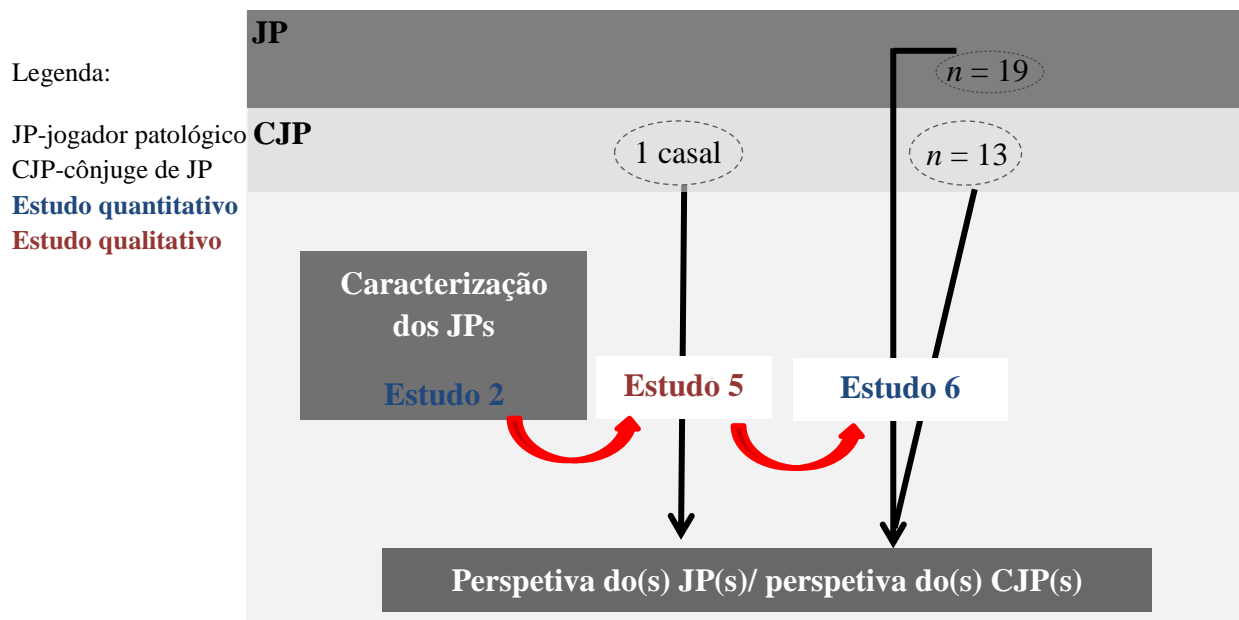 Legenda:
JP-jogador patológico
CJP-cônjuge de JP
Estudo quantitativo
Estudo qualitativo
JP
n = 19
CJP
1 casal
n = 13
Caracterização
dos JPs
Estudo 2
Estudo 5
Estudo 6
Perspetiva do(s) JP(s)/ perspetiva do(s) CJP(s)